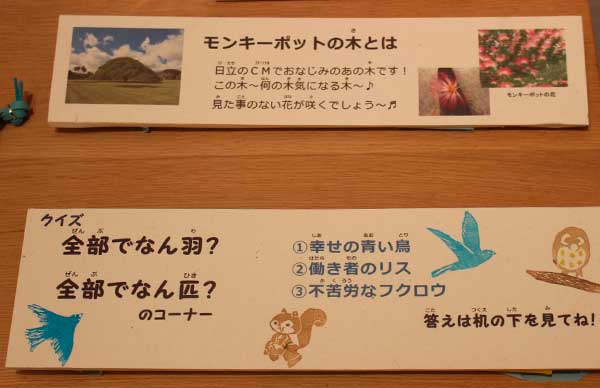 モンキーポットの木とは
日立のCMでおなじみのあの木です！
この木～何の木気になる木～♪
見た事のない花が咲くでしょう～♬
モンキーポットの花
クイズ
全部でなん羽？
全部でなん匹？
のコーナー
①幸せの青い鳥
②働き者のリス
③不苦労なフクロウ
答えは机の下を見てね！